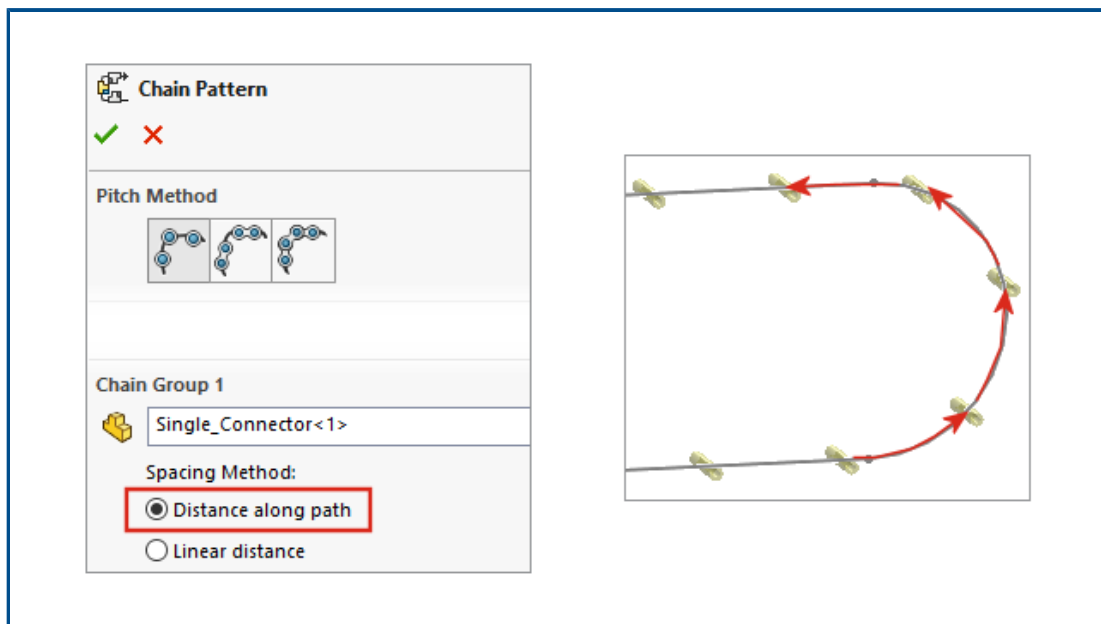 Chain Pattern
Pitch Method
Chain Group 1
Single_Connector<1>
Spacing Method:
Distance along path
Linear distance